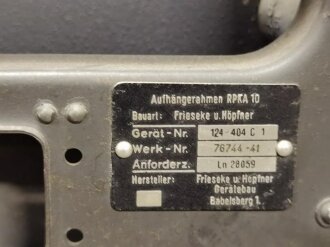 Aufhängerahmen RPKA 10
Bauart: Frieseke u. Höpfner
Gerät-Nr. 124-404 C 1
Werk-Nr. 76744-41
Anforderz. Ln 28059
Hersteller: Frieseke u. Höpfner
Gerätebau
Babelsberg 1.